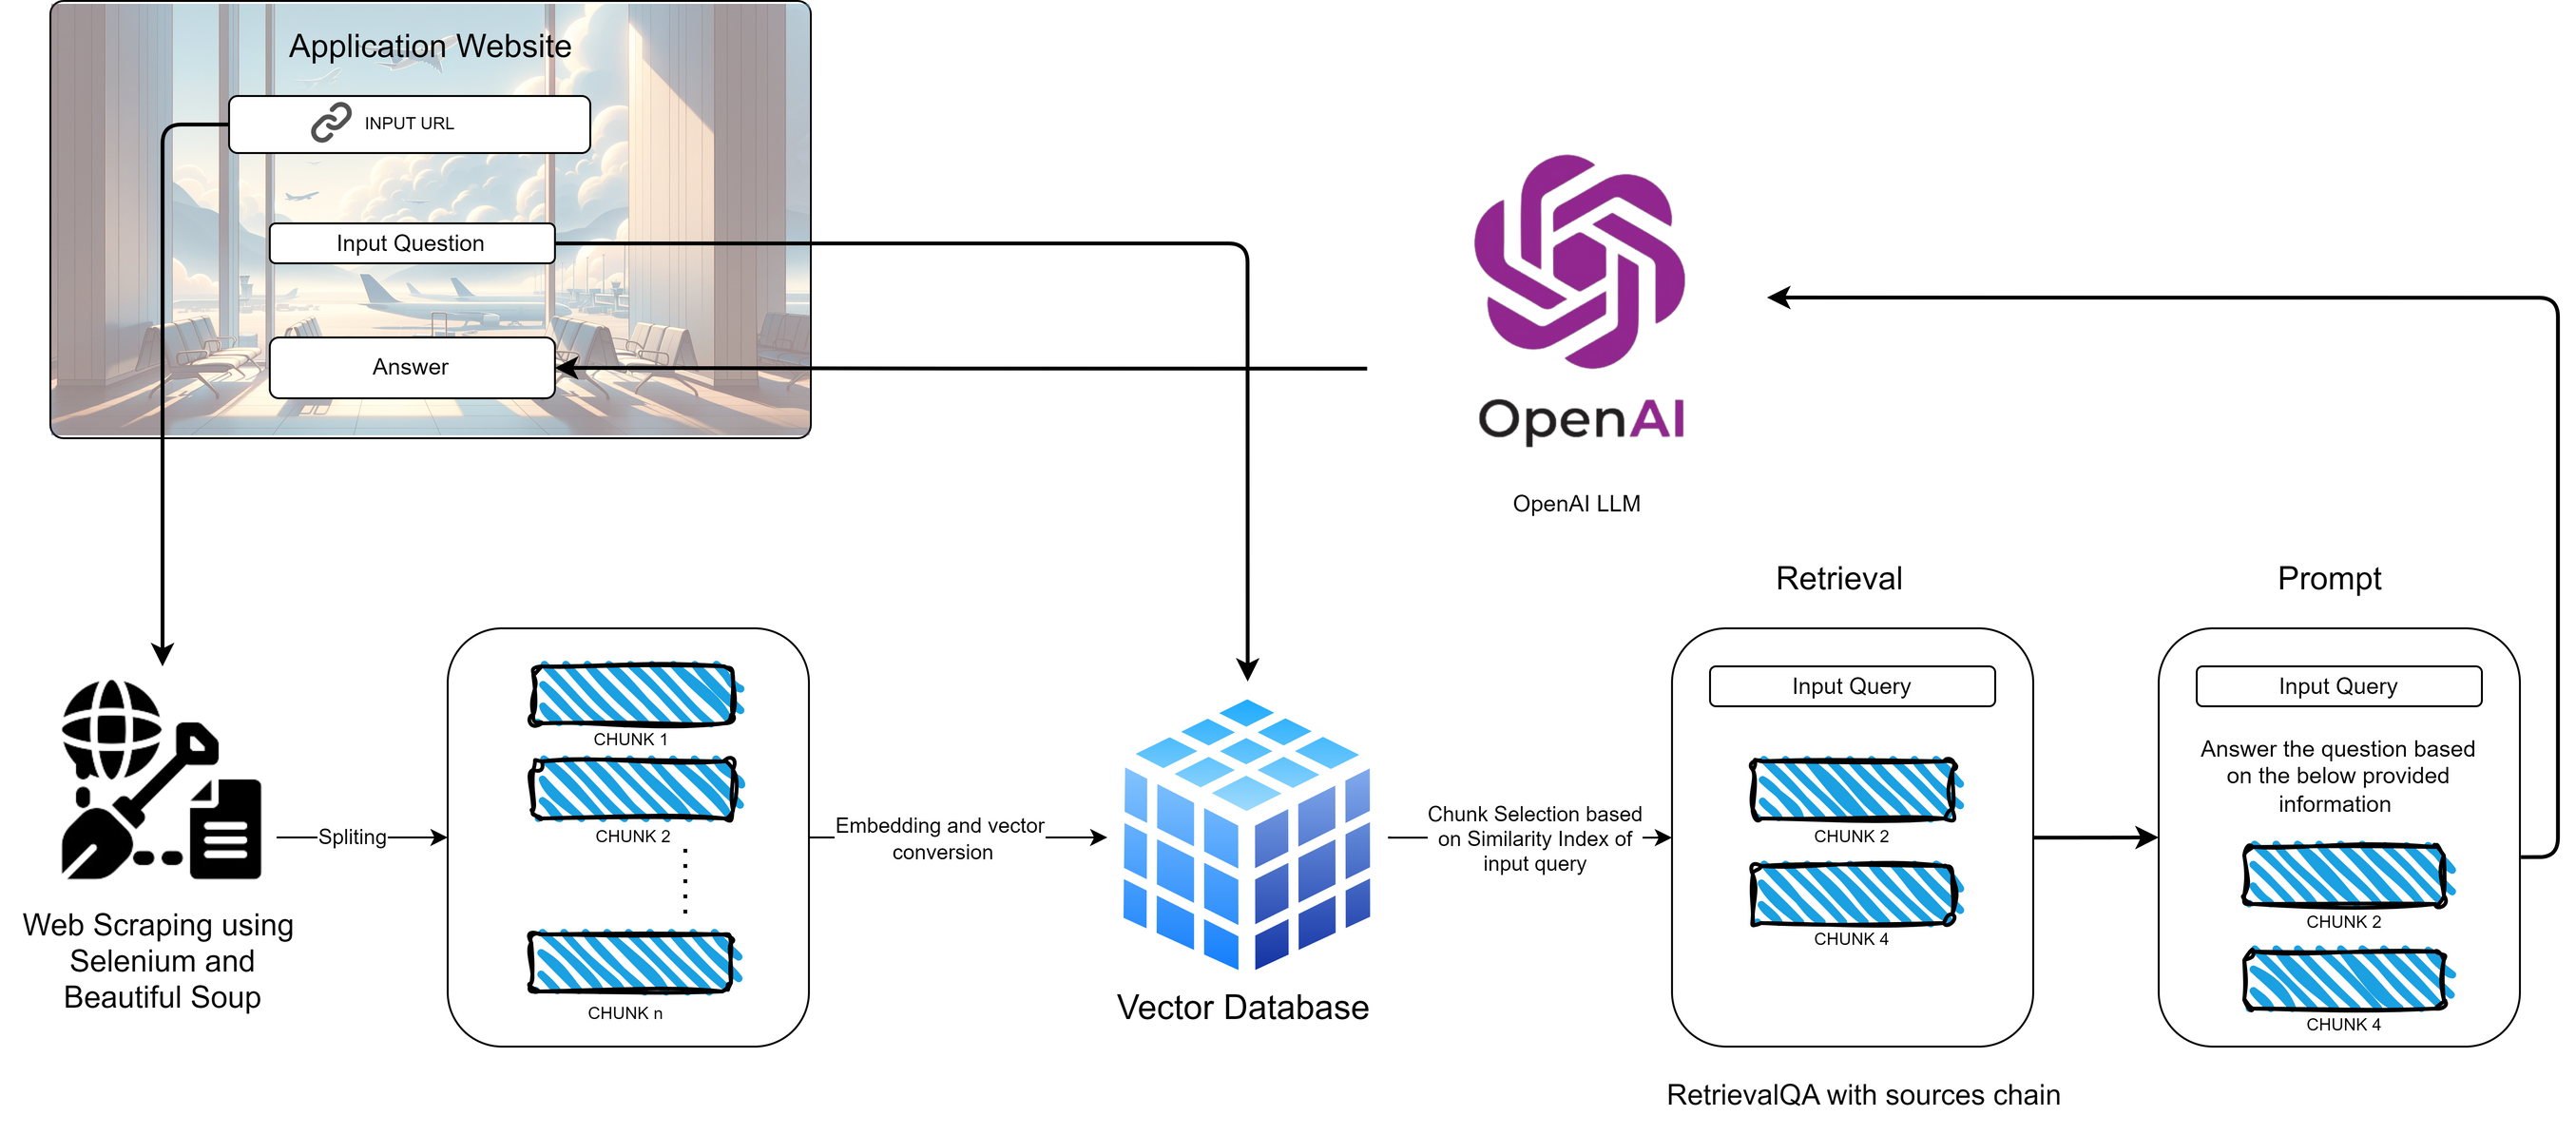 Application Website
INPUT URL
Input Question
Answer
OpenAI
OpenAI LLM
Retrieval
Prompt
Web Scraping using
Selenium and
Beautiful Soup
Spliting
CHUNK 1
CHUNK 2
CHUNK n
Embedding and vector
conversion
Vector Database
Chunk Selection based
on Similarity Index of
input query
Input Query
CHUNK 2
CHUNK 4
RetrievalQA with sources chain
Input Query
Answer the question based
on the below provided
information
CHUNK 2
CHUNK 4